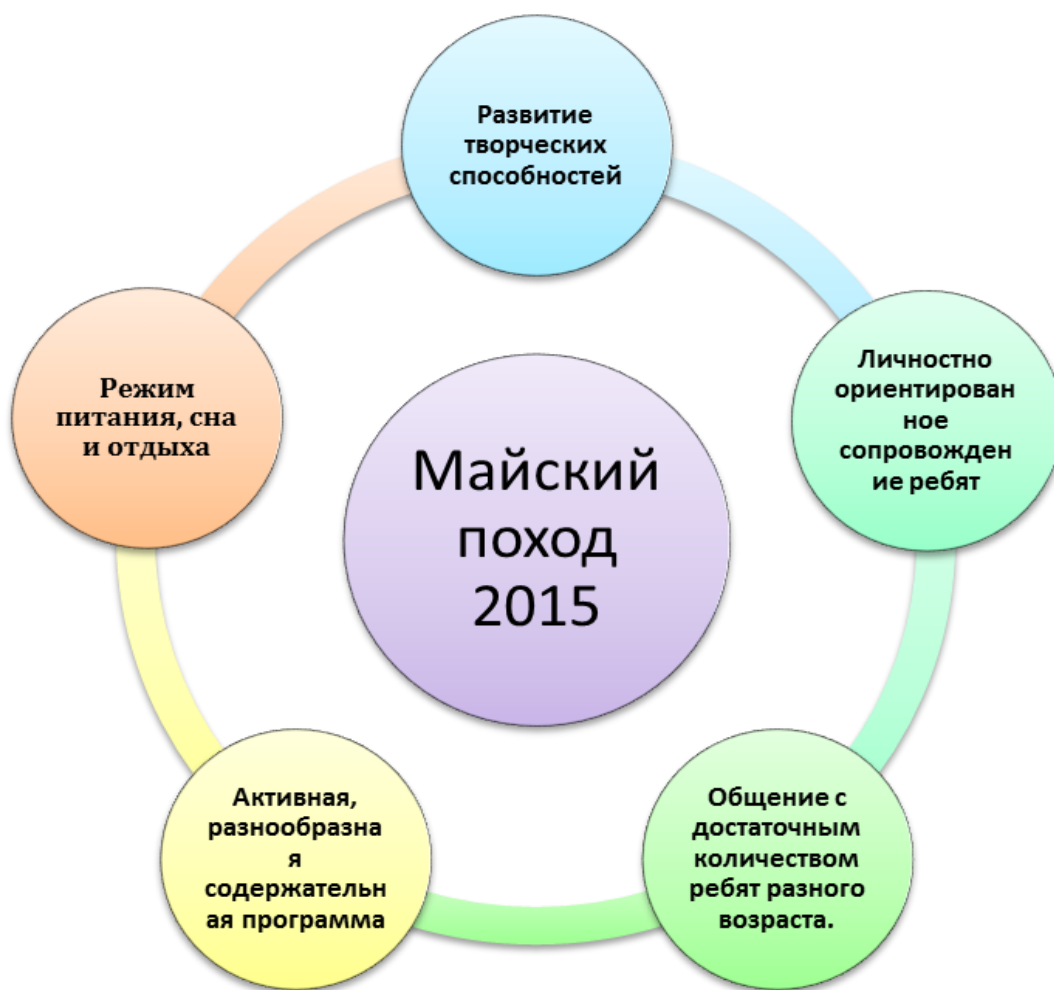 Развитие
творческих
способностей
Личностно
ориентирован
ное
сопровожден
ие ребят
Общение с
достаточным
количеством
ребят разного
возраста.
Активная,
разнообразна
я
содержательн
ая программа
Режим
питания, сна
и отдыха
Майский
поход
2015